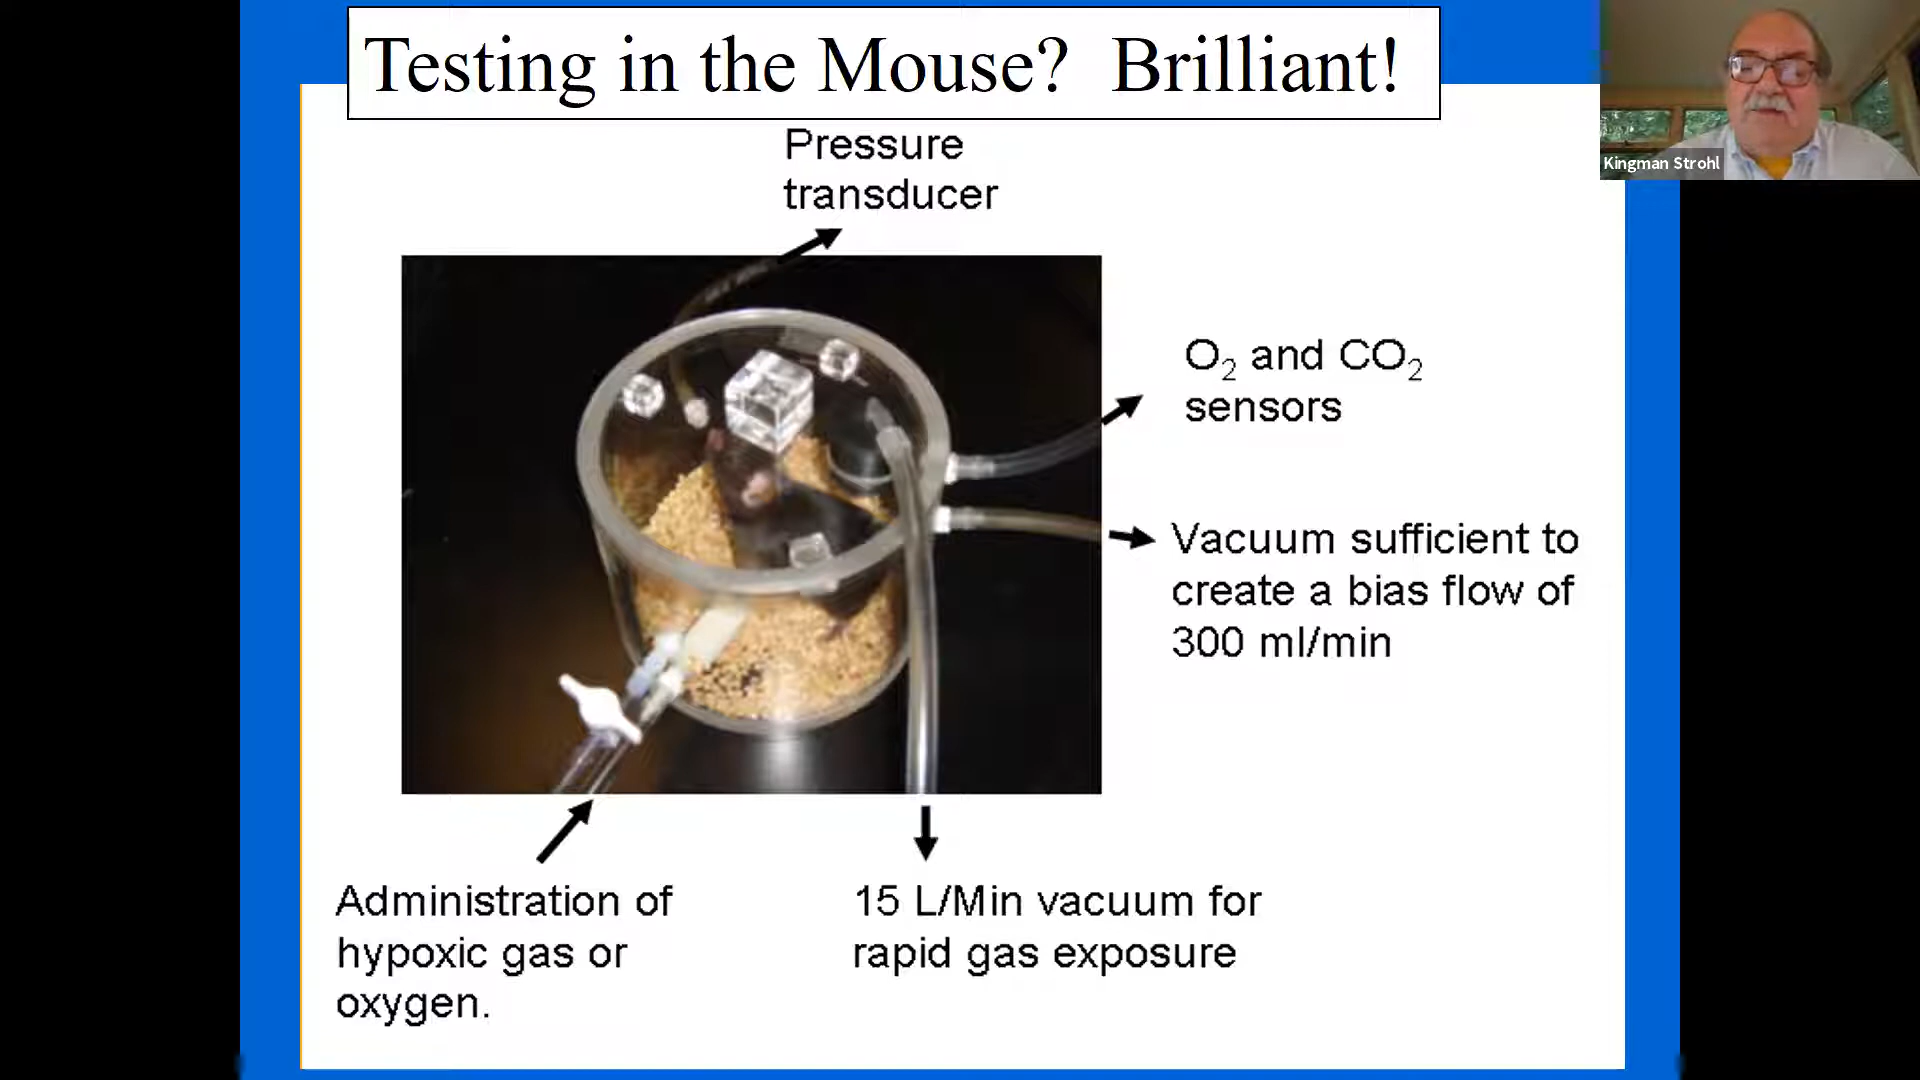 Testing in the Mouse?  Brilliant!
Kingman Strohl
Pressure
transducer
O₂ and CO₂
sensors
Vacuum sufficient to
create a bias flow of
300 ml/min
Administration of
hypoxic gas or
oxygen.
15 L/Min vacuum for
rapid gas exposure